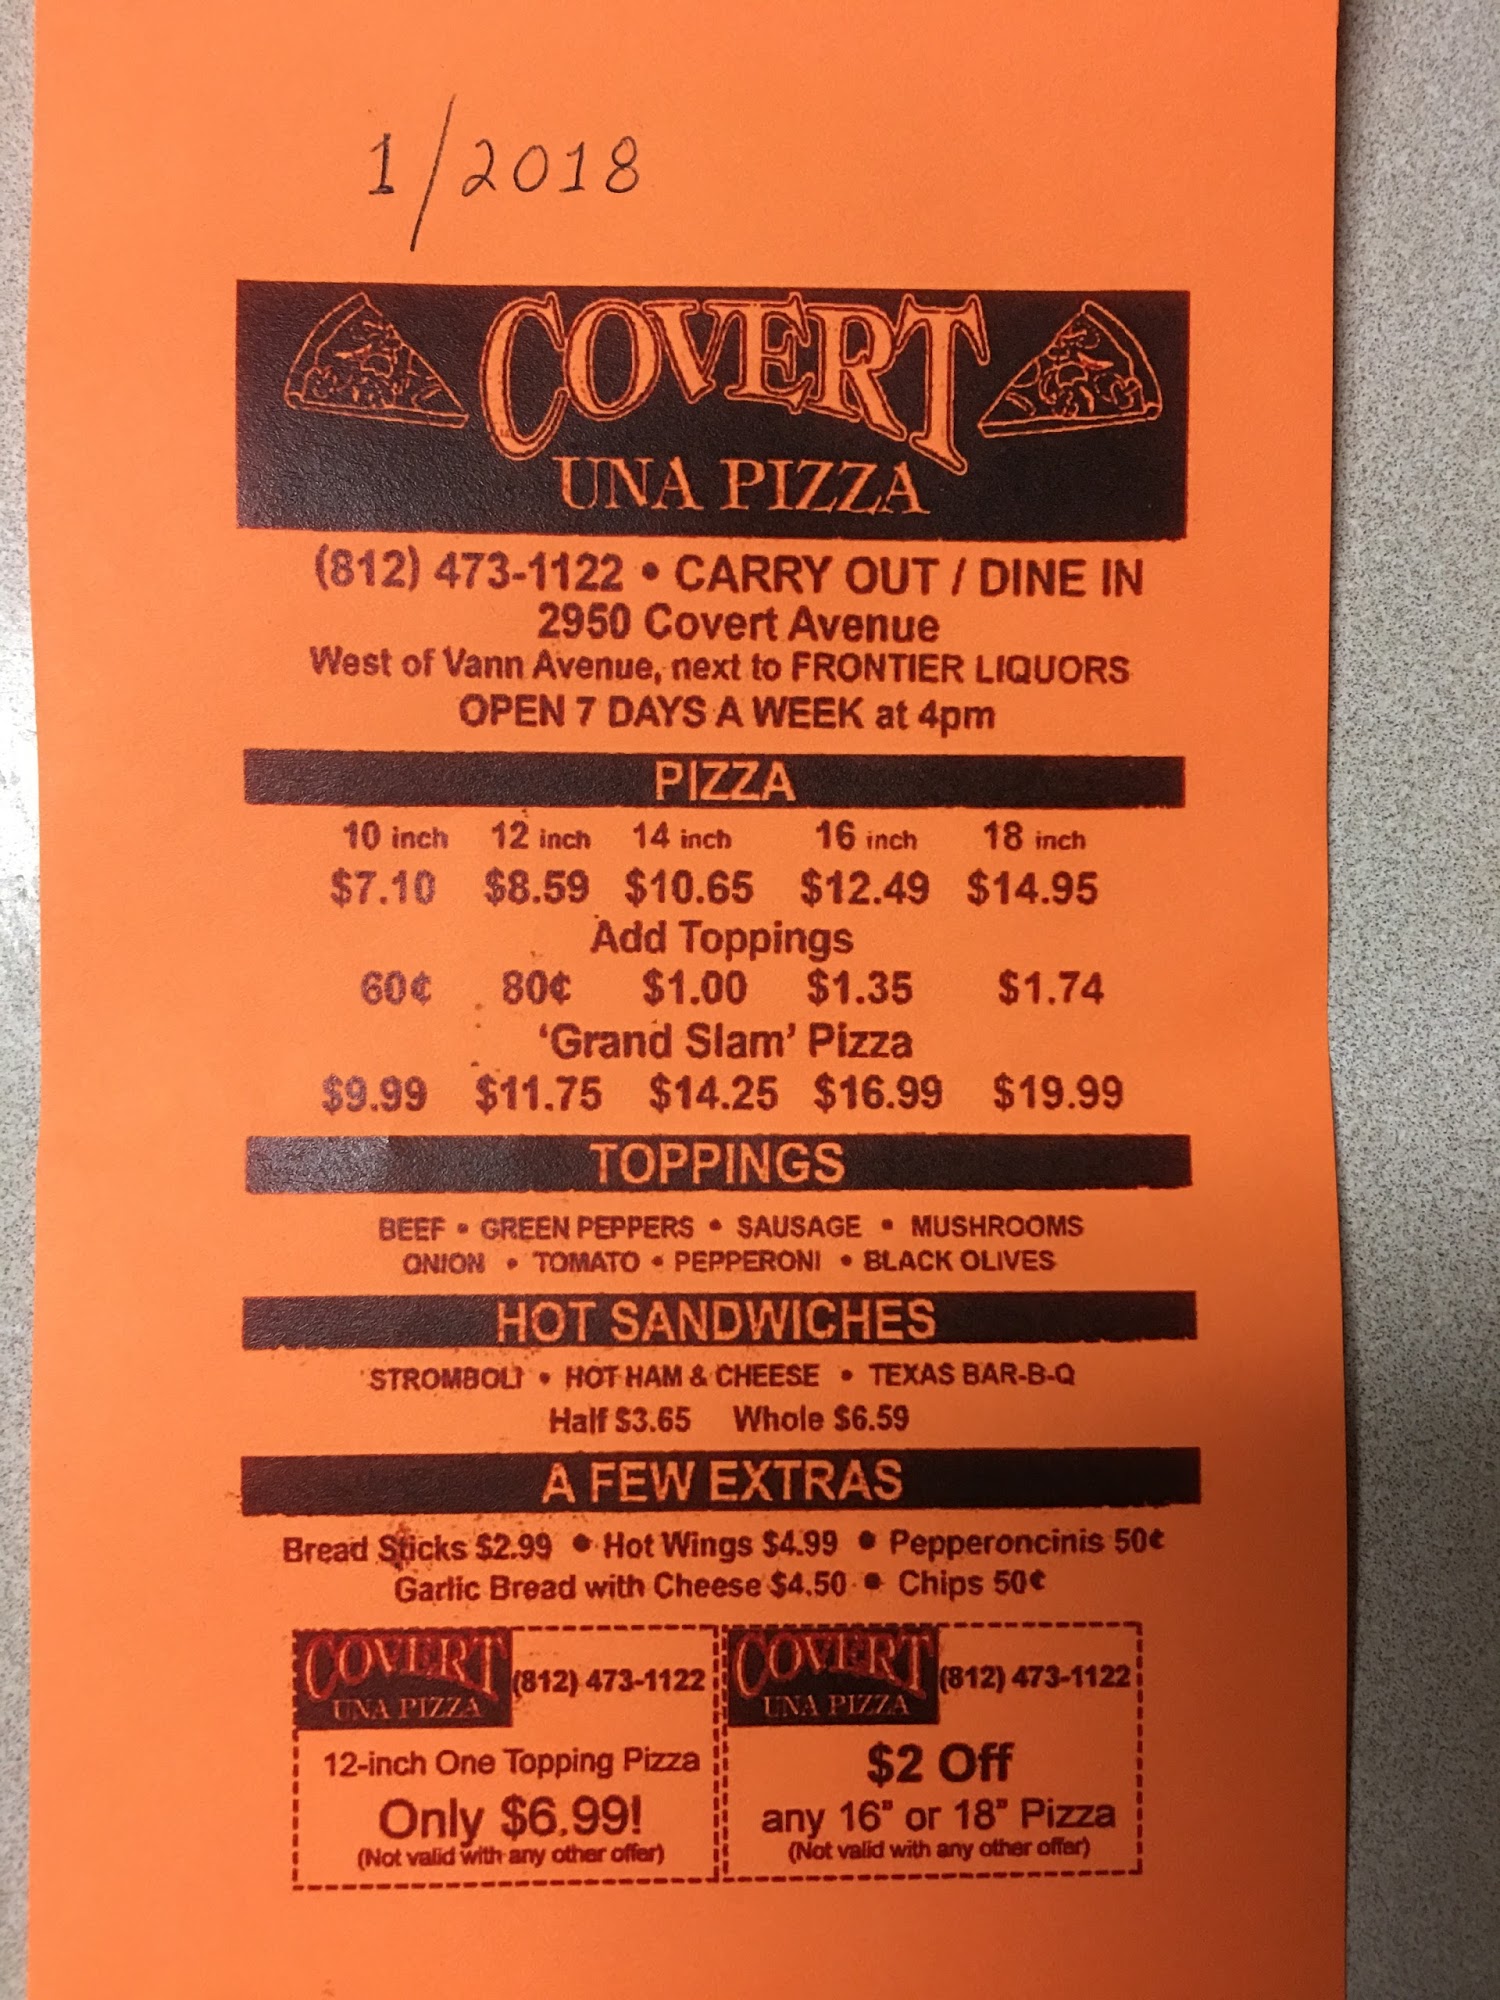 1/2018
COVERT
UNA PIZZA
(812) 473-1122 • CARRY OUT / DINE IN
2950 Covert Avenue
West of Vann Avenue, next to FRONTIER LIQUORS
OPEN 7 DAYS A WEEK at 4pm
PIZZA
10 inch 12 inch 14 inch 16 inch 18 inch
$7.10 $8.59 $10.65 $12.49 $14.95
Add Toppings
60¢ 80¢ $1.00 $1.35 $1.74
‘Grand Slam’ Pizza
$9.99 $11.75 $14.25 $16.99 $19.99
TOPPINGS
BEEF • GREEN PEPPERS • SAUSAGE • MUSHROOMS
ONION • TOMATO • PEPPERONI • BLACK OLIVES
HOT SANDWICHES
STROMBOLI • HOT HAM & CHEESE • TEXAS BAR-B-Q
Half $3.65 Whole $6.59
A FEW EXTRAS
Bread Sticks $2.99 • Hot Wings $4.99 • Pepperoncinis 50¢
Garlic Bread with Cheese $4.50 • Chips 50¢
COVERT
UNA PIZZA
(812) 473-1122
12-inch One Topping Pizza
Only $6.99!
(Not valid with any other offer)
COVERT
UNA PIZZA
(812) 473-1122
$2 Off
any 16" or 18" Pizza
(Not valid with any other offer)